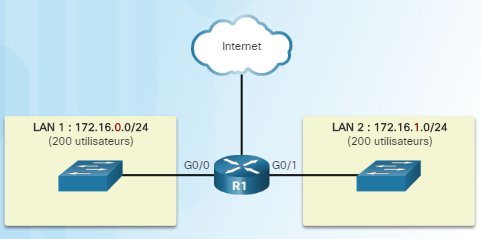 Internet
LAN 1 : 172.16.0.0/24
(200 utilisateurs)
LAN 2 : 172.16.1.0/24
(200 utilisateurs)
G0/0
G0/1
R1